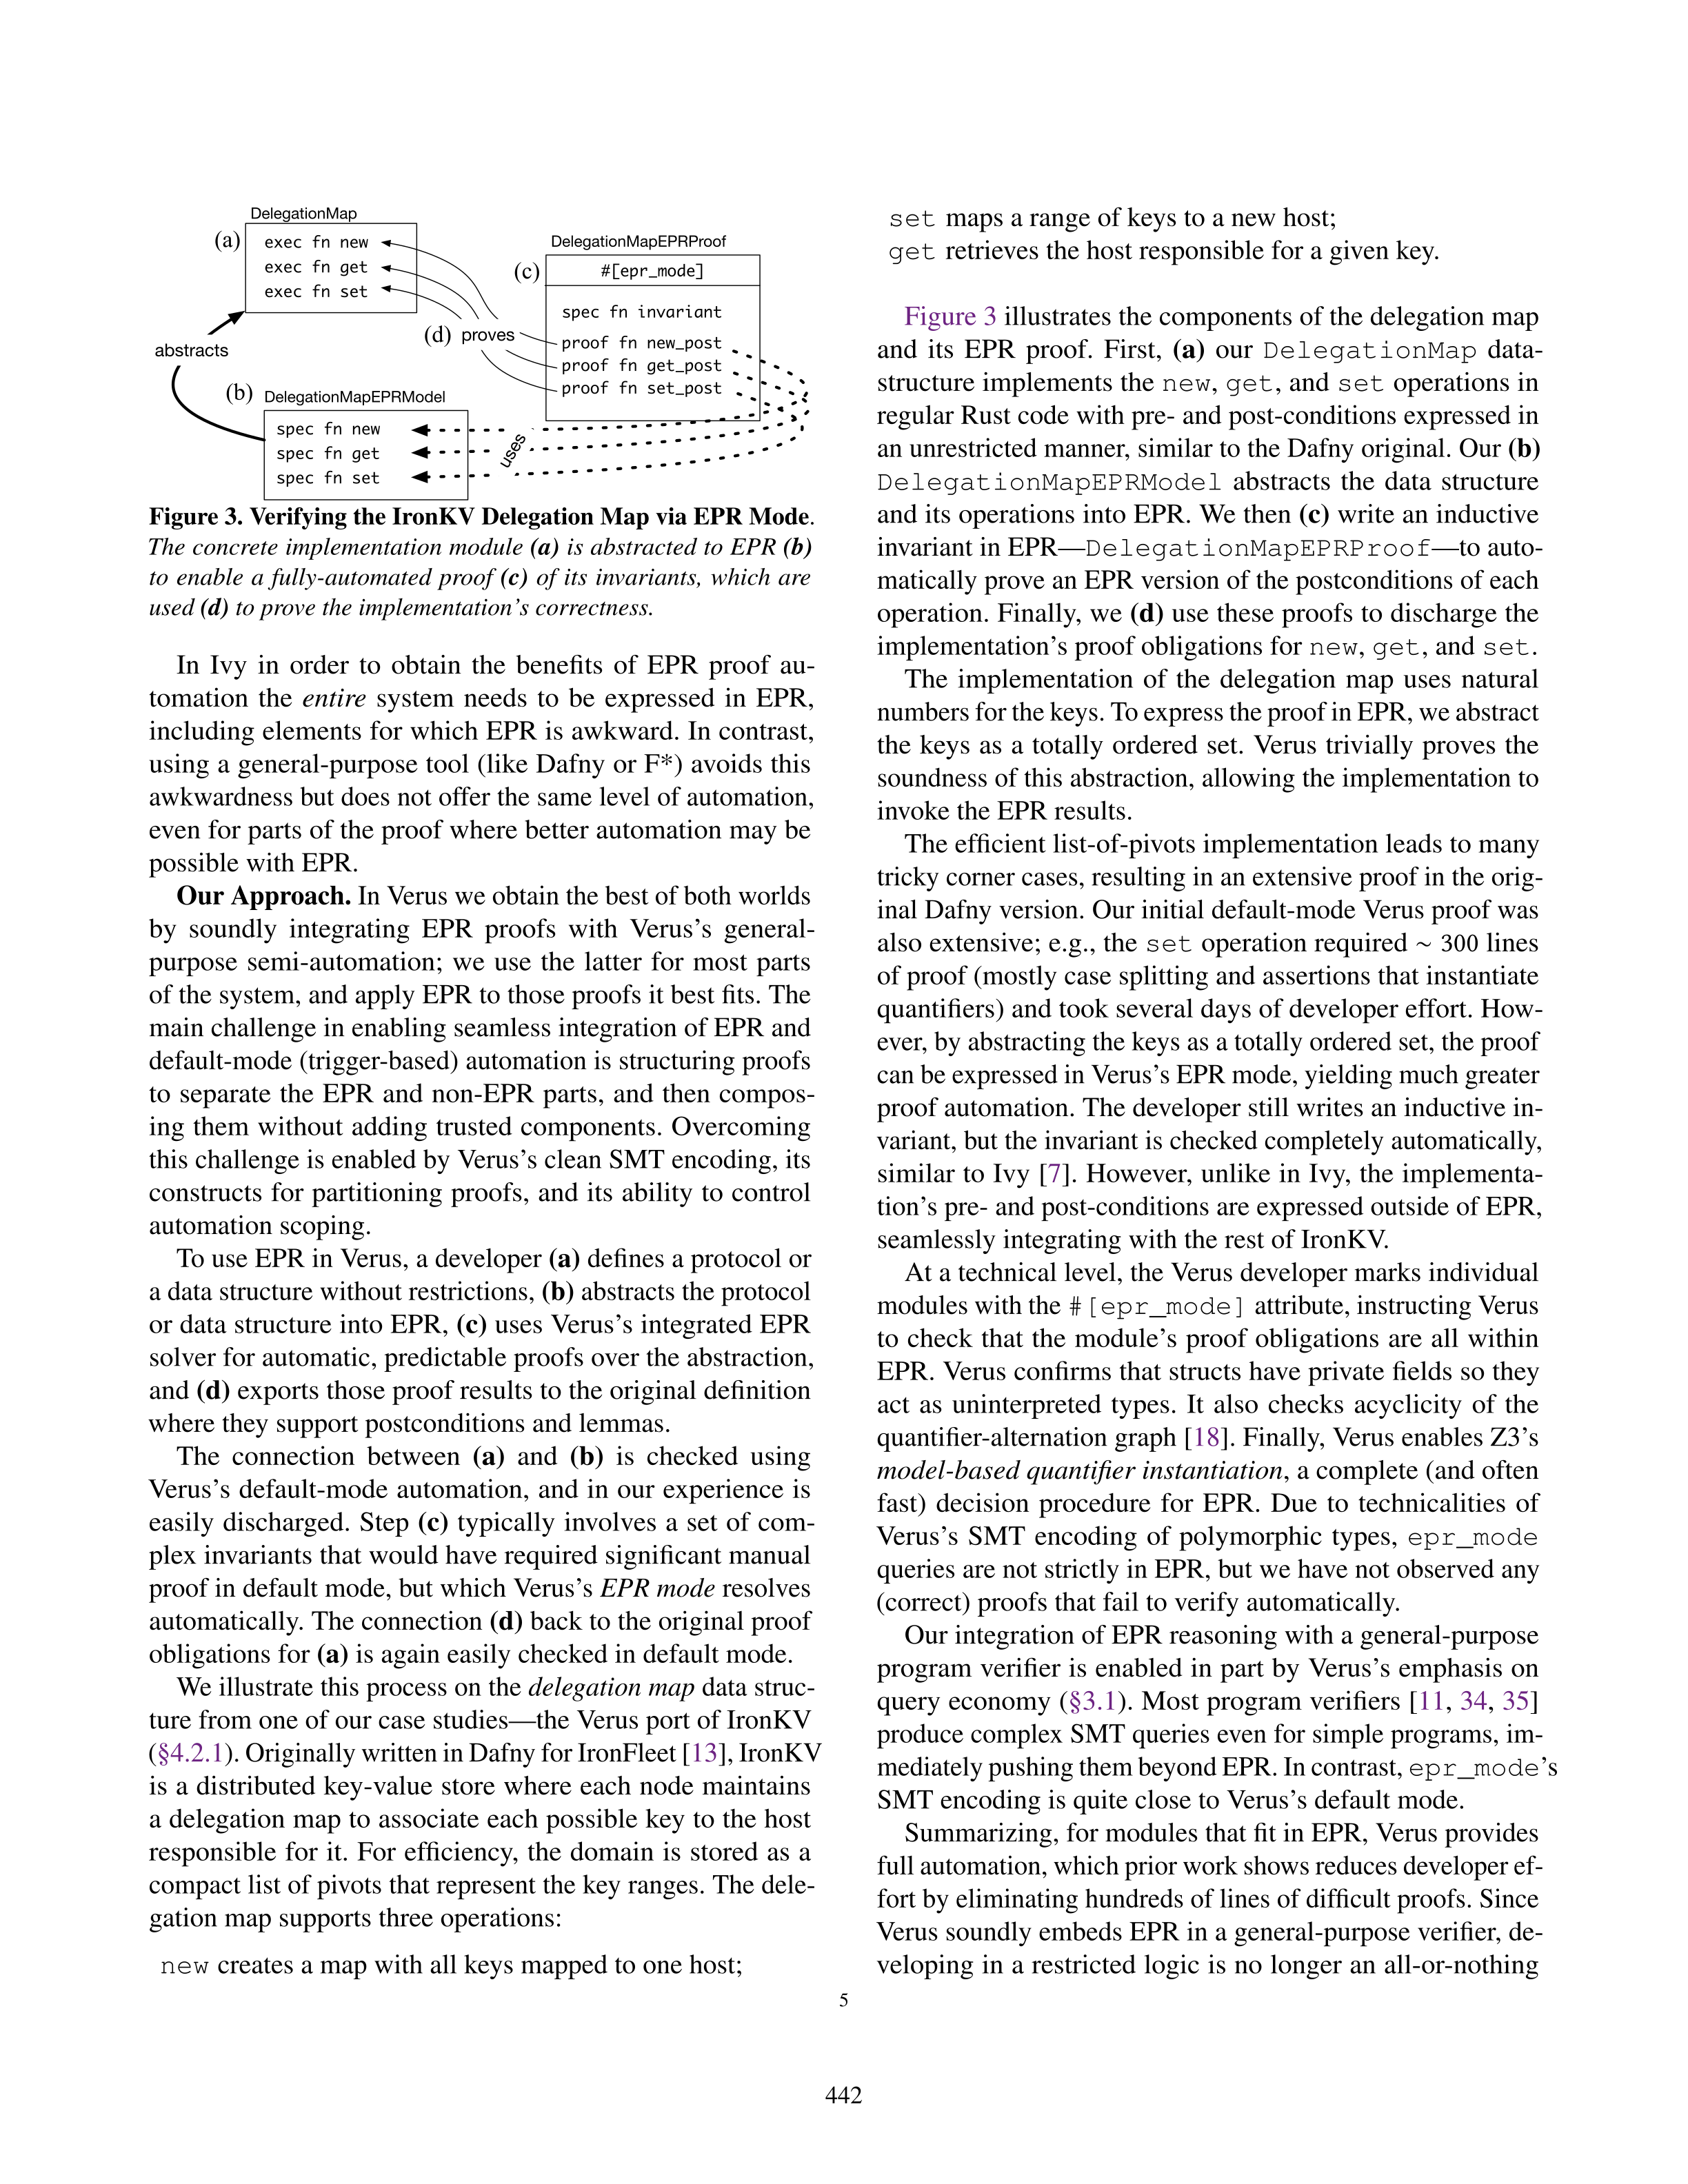 DelegationMap
(a)
exec fn new
exec fn get
exec fn set
DelegationMapEPRProof
(c)
#[epr_mode]
spec fn invariant
proof fn new_post
proof fn get_post
proof fn set_post
(d) proves
abstracts
(b)
DelegationMapEPRModel
spec fn new
spec fn get
spec fn set
uses
Figure 3. Verifying the IronKV Delegation Map via EPR Mode.
The concrete implementation module (a) is abstracted to EPR (b)
to enable a fully-automated proof (c) of its invariants, which are
used (d) to prove the implementation's correctness.
In Ivy in order to obtain the benefits of EPR proof au-
tomation the entire system needs to be expressed in EPR,
including elements for which EPR is awkward. In contrast,
using a general-purpose tool (like Dafny or F*) avoids this
awkwardness but does not offer the same level of automation,
even for parts of the proof where better automation may be
possible with EPR.
Our Approach. In Verus we obtain the best of both worlds
by soundly integrating EPR proofs with Verus's general-
purpose semi-automation; we use the latter for most parts
of the system, and apply EPR to those proofs it best fits. The
main challenge in enabling seamless integration of EPR and
default-mode (trigger-based) automation is structuring proofs
to separate the EPR and non-EPR parts, and then compos-
ing them without adding trusted components. Overcoming
this challenge is enabled by Verus's clean SMT encoding, its
constructs for partitioning proofs, and its ability to control
automation scoping.
To use EPR in Verus, a developer (a) defines a protocol or
a data structure without restrictions, (b) abstracts the protocol
or data structure into EPR, (c) uses Verus's integrated EPR
solver for automatic, predictable proofs over the abstraction,
and (d) exports those proof results to the original definition
where they support postconditions and lemmas.
The connection between (a) and (b) is checked using
Verus's default-mode automation, and in our experience is
easily discharged. Step (c) typically involves a set of com-
plex invariants that would have required significant manual
proof in default mode, but which Verus's EPR mode resolves
automatically. The connection (d) back to the original proof
obligations for (a) is again easily checked in default mode.
We illustrate this process on the delegation map data struc-
ture from one of our case studies—the Verus port of IronKV
(§4.2.1). Originally written in Dafny for IronFleet [13], IronKV
is a distributed key-value store where each node maintains
a delegation map to associate each possible key to the host
responsible for it. For efficiency, the domain is stored as a
compact list of pivots that represent the key ranges. The dele-
gation map supports three operations:
new creates a map with all keys mapped to one host;
set maps a range of keys to a new host;
get retrieves the host responsible for a given key.
Figure 3 illustrates the components of the delegation map
and its EPR proof. First, (a) our DelegationMap data-
structure implements the new, get, and set operations in
regular Rust code with pre- and post-conditions expressed in
an unrestricted manner, similar to the Dafny original. Our (b)
DelegationMapEPRModel abstracts the data structure
and its operations into EPR. We then (c) write an inductive
invariant in EPR—DelegationMapEPRProof—to auto-
matically prove an EPR version of the postconditions of each
operation. Finally, we (d) use these proofs to discharge the
implementation's proof obligations for new, get, and set.
The implementation of the delegation map uses natural
numbers for the keys. To express the proof in EPR, we abstract
the keys as a totally ordered set. Verus trivially proves the
soundness of this abstraction, allowing the implementation to
invoke the EPR results.
The efficient list-of-pivots implementation leads to many
tricky corner cases, resulting in an extensive proof in the orig-
inal Dafny version. Our initial default-mode Verus proof was
also extensive; e.g., the set operation required ~ 300 lines
of proof (mostly case splitting and assertions that instantiate
quantifiers) and took several days of developer effort. How-
ever, by abstracting the keys as a totally ordered set, the proof
can be expressed in Verus's EPR mode, yielding much greater
proof automation. The developer still writes an inductive in-
variant, but the invariant is checked completely automatically,
similar to Ivy [7]. However, unlike in Ivy, the implementa-
tion's pre- and post-conditions are expressed outside of EPR,
seamlessly integrating with the rest of IronKV.
At a technical level, the Verus developer marks individual
modules with the #[epr_mode] attribute, instructing Verus
to check that the module's proof obligations are all within
EPR. Verus confirms that structs have private fields so they
act as uninterpreted types. It also checks acyclicity of the
quantifier-alternation graph [18]. Finally, Verus enables Z3's
model-based quantifier instantiation, a complete (and often
fast) decision procedure for EPR. Due to technicalities of
Verus's SMT encoding of polymorphic types, epr_mode
queries are not strictly in EPR, but we have not observed any
(correct) proofs that fail to verify automatically.
Our integration of EPR reasoning with a general-purpose
program verifier is enabled in part by Verus's emphasis on
query economy (§3.1). Most program verifiers [11, 34, 35]
produce complex SMT queries even for simple programs, im-
mediately pushing them beyond EPR. In contrast, epr_mode's
SMT encoding is quite close to Verus's default mode.
Summarizing, for modules that fit in EPR, Verus provides
full automation, which prior work shows reduces developer ef-
fort by eliminating hundreds of lines of difficult proofs. Since
Verus soundly embeds EPR in a general-purpose verifier, de-
veloping in a restricted logic is no longer an all-or-nothing
5
442